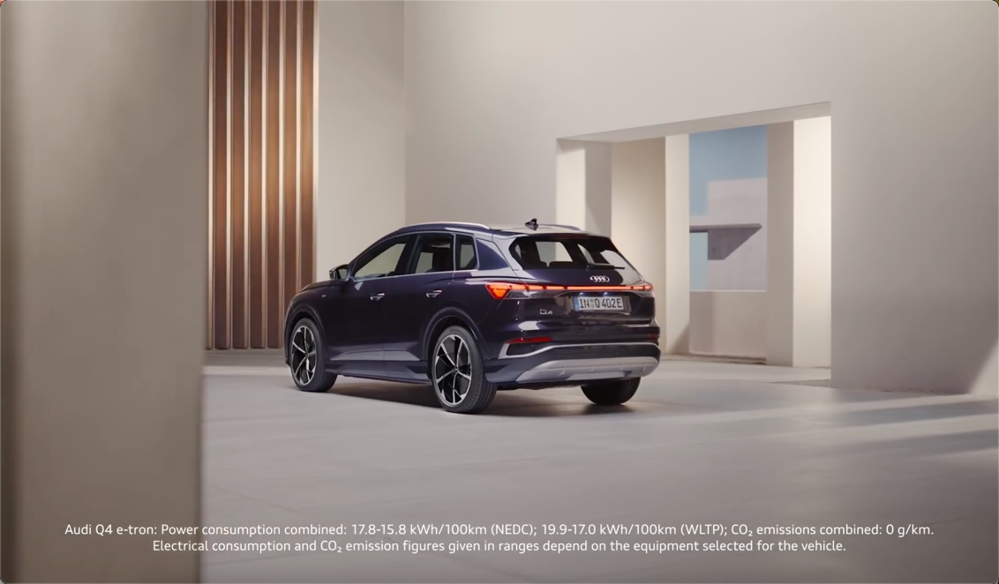 Q4
IN Q 402E
Audi Q4 e-tron: Power consumption combined: 17.8-15.8 kWh/100km (NEDC); 19.9-17.0 kWh/100km (WLTP); CO₂ emissions combined: 0 g/km.
Electrical consumption and CO₂ emission figures given in ranges depend on the equipment selected for the vehicle.